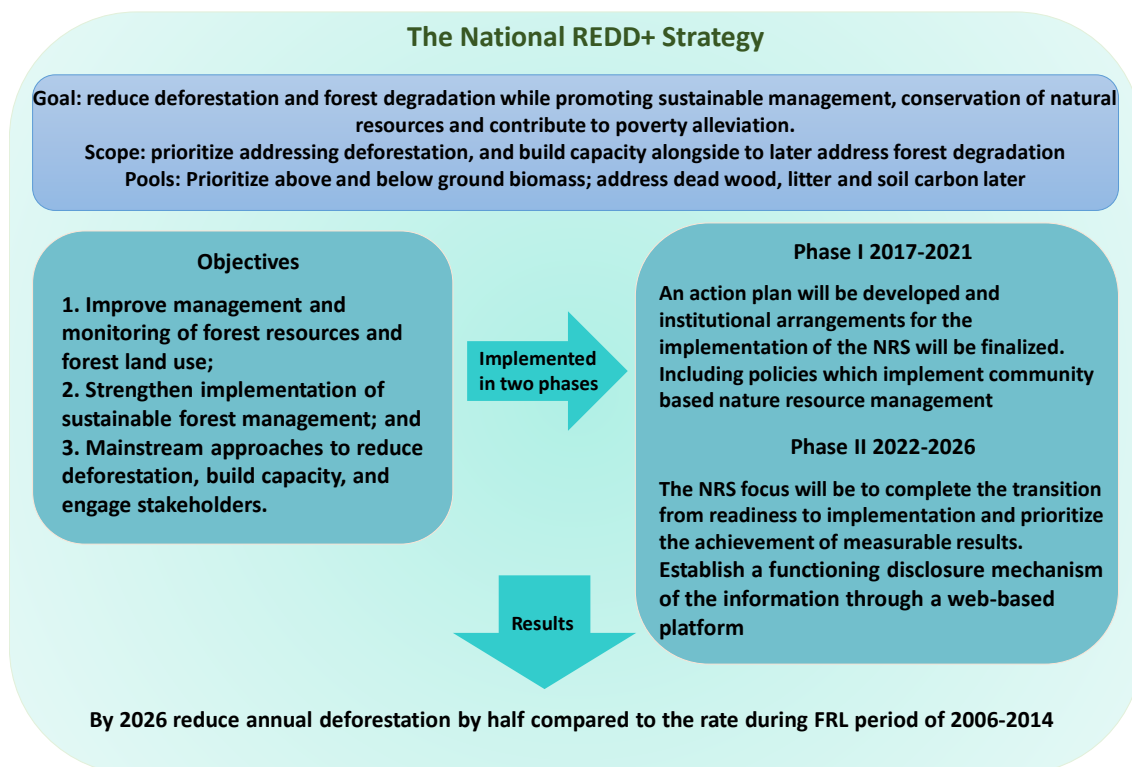 The National REDD+ Strategy
Goal: reduce deforestation and forest degradation while promoting sustainable management, conservation of natural
resources and contribute to poverty alleviation.
Scope: prioritize addressing deforestation, and build capacity alongside to later address forest degradation
Pools: Prioritize above and below ground biomass; address dead wood, litter and soil carbon later
Objectives
1. Improve management and
monitoring of forest resources and
forest land use;
2. Strengthen implementation of
sustainable forest management; and
3. Mainstream approaches to reduce
deforestation, build capacity, and
engage stakeholders.
Implemented
in two phases
Phase I 2017-2021
An action plan will be developed and
institutional arrangements for the
implementation of the NRS will be finalized.
Including policies which implement community
based nature resource management
Phase II 2022-2026
The NRS focus will be to complete the transition
from readiness to implementation and prioritize
the achievement of measurable results.
Establish a functioning disclosure mechanism
of the information through a web-based
platform
Results
By 2026 reduce annual deforestation by half compared to the rate during FRL period of 2006-2014